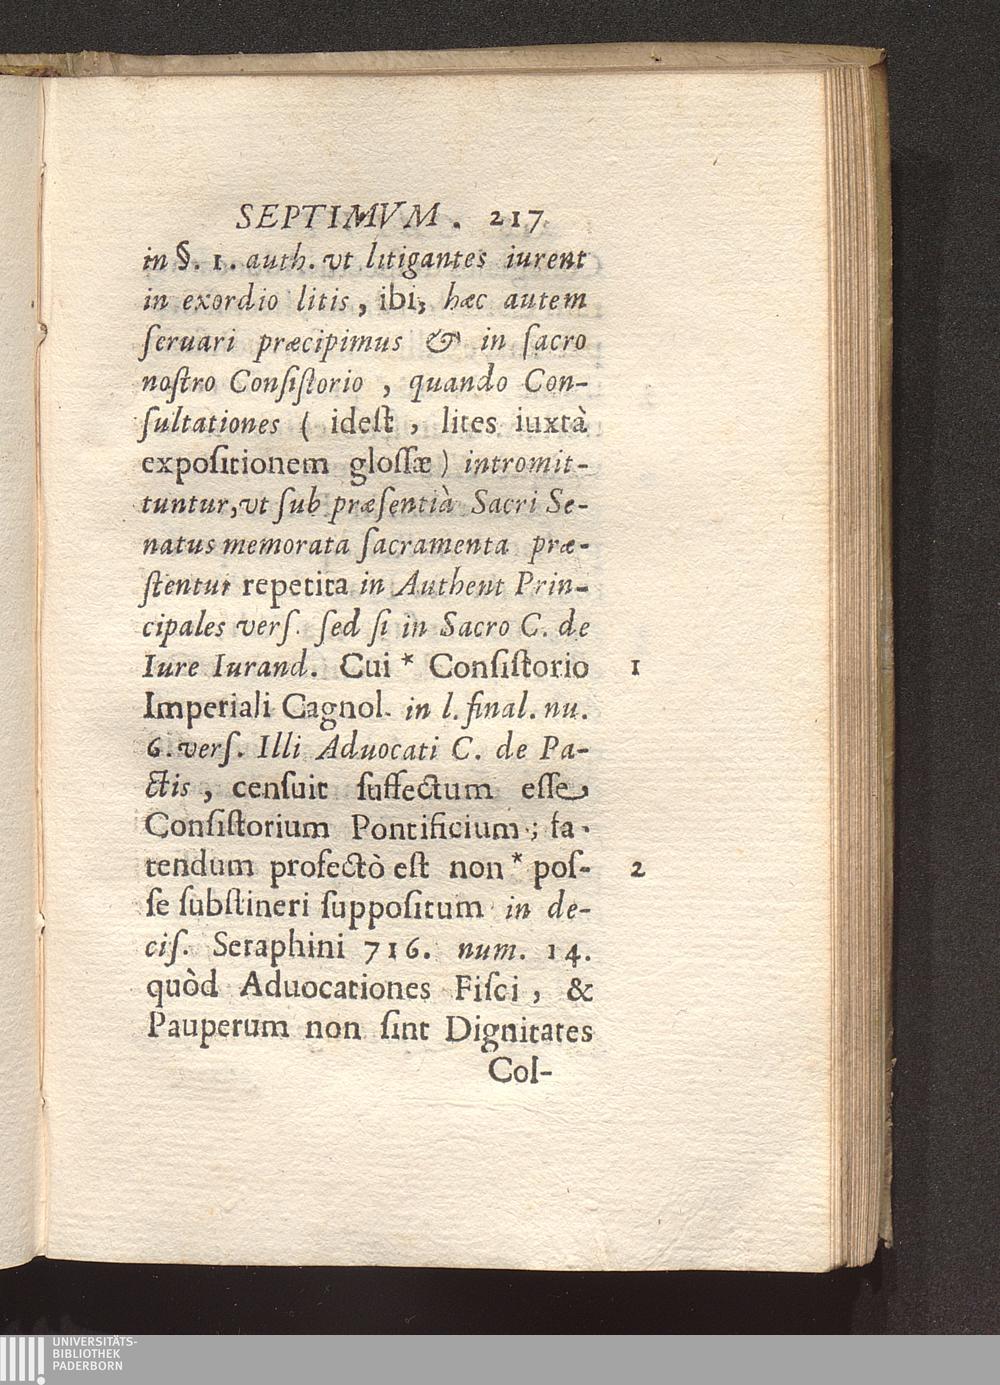 SEPTIMVM. 217
in §. 1. auth. vt litigantes iurent
in exordio litis, ibi, hæc autem
ſeruari præcipimus & in ſacro
noſtro Conſiſtorio, quando Con-
ſultationes ( ideſt, lites iuxtà
expoſitionem gloſſæ) intromit-
tuntur, vt ſub præſentià Sacri Se-
natus memorata ſacramenta præ-
ſtentur repetita in Authent Prin-
cipales verſ. ſed ſi in Sacro C. de
Iure Iurand. Cui * Conſiſtorio 1
Imperiali Cagnol. in l. final. nu.
6. verſ. Illi Aduocati C. de Pa-
ctis, cenſuit ſuffectum eſſe
Conſiſtorium Pontificium; fa-
tendum profectò eſt non * poſ- 2
ſe ſubſtineri ſuppoſitum in de-
ciſ. Seraphini 716. num. 14.
quòd Aduocationes Fiſci, &
Pauperum non ſint Dignitates
Col-
UNIVERSITÄTS-
BIBLIOTHEK
PADERBORN